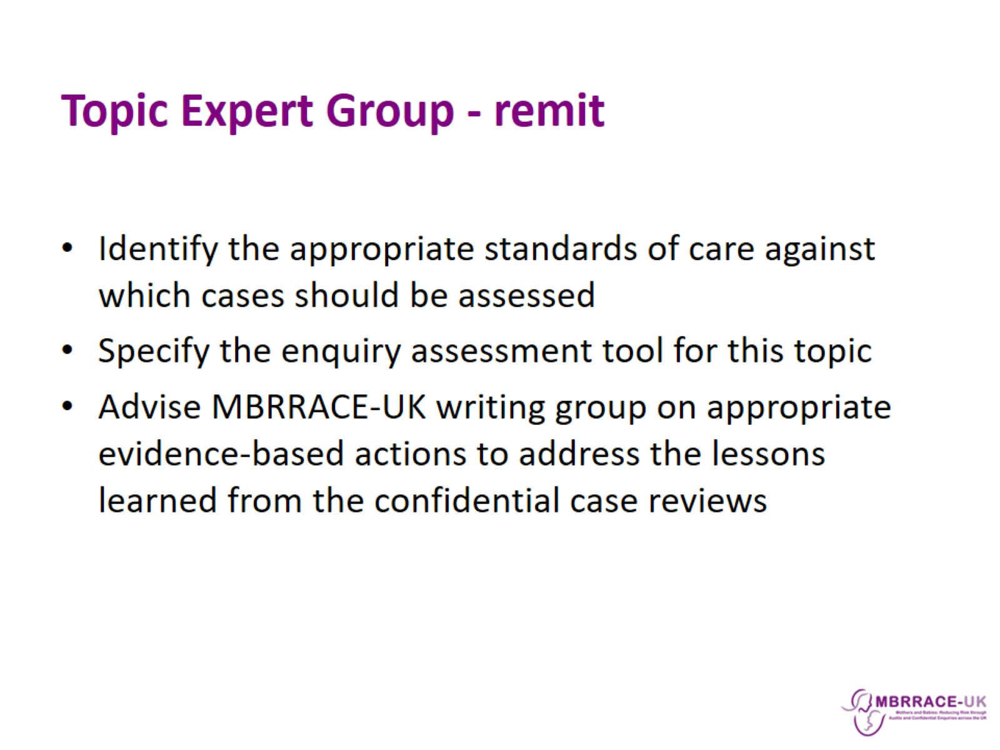 Topic Expert Group - remit
• Identify the appropriate standards of care against
which cases should be assessed
• Specify the enquiry assessment tool for this topic
• Advise MBRRACE-UK writing group on appropriate
evidence-based actions to address the lessons
learned from the confidential case reviews
MBRRACE-UK
Mothers and Babies: Reducing Risk through
Audits and Confidential Enquiries across the UK